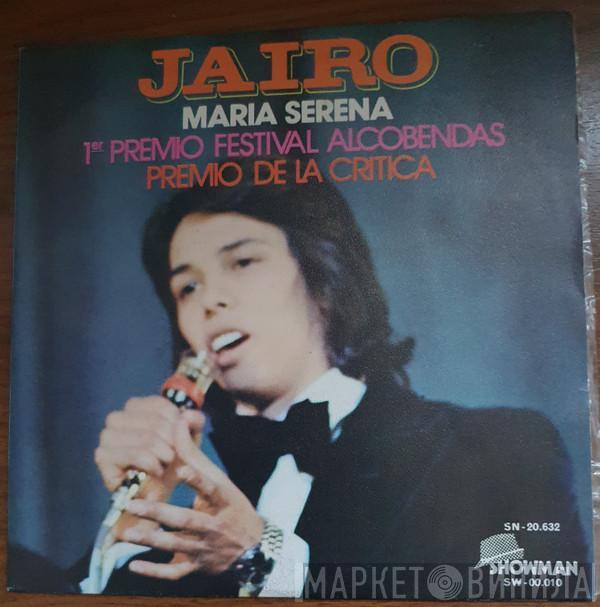 JAIRO
MARIA SERENA
1er PREMIO FESTIVAL ALCOBENDAS
PREMIO DE LA CRITICA
SN-20.632
SHOWMAN
SW-00.010
МАРКЕТ ВИНИЛА